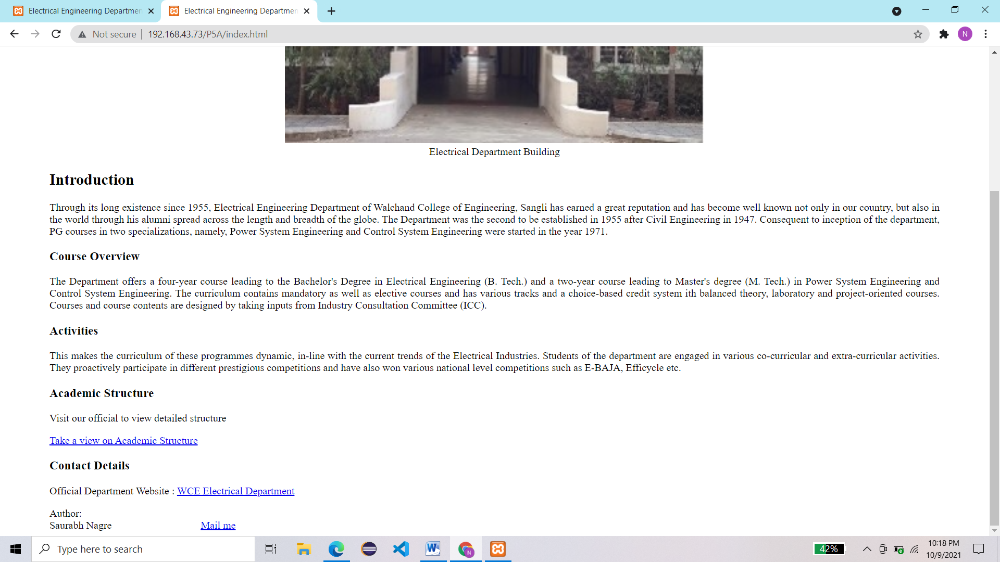 Electrical Engineering Departmen
Electrical Engineering Departmen
Not secure | 192.168.43.73/P5A/index.html
N
Electrical Department Building
Introduction
Through its long existence since 1955, Electrical Engineering Department of Walchand College of Engineering, Sangli has earned a great reputation and has become well known not only in our country, but also in
the world through his alumni spread across the length and breadth of the globe. The Department was the second to be established in 1955 after Civil Engineering in 1947. Consequent to inception of the department,
PG courses in two specializations, namely, Power System Engineering and Control System Engineering were started in the year 1971.
Course Overview
The Department offers a four-year course leading to the Bachelor's Degree in Electrical Engineering (B. Tech.) and a two-year course leading to Master's degree (M. Tech.) in Power System Engineering and
Control System Engineering. The curriculum contains mandatory as well as elective courses and has various tracks and a choice-based credit system ith balanced theory, laboratory and project-oriented courses.
Courses and course contents are designed by taking inputs from Industry Consultation Committee (ICC).
Activities
This makes the curriculum of these programmes dynamic, in-line with the current trends of the Electrical Industries. Students of the department are engaged in various co-curricular and extra-curricular activities.
They proactively participate in different prestigious competitions and have also won various national level competitions such as E-BAJA, Efficycle etc.
Academic Structure
Visit our official to view detailed structure
Take a view on Academic Structure
Contact Details
Official Department Website : WCE Electrical Department
Author:
Saurabh Nagre Mail me
Type here to search
42%
10:18 PM
10/9/2021